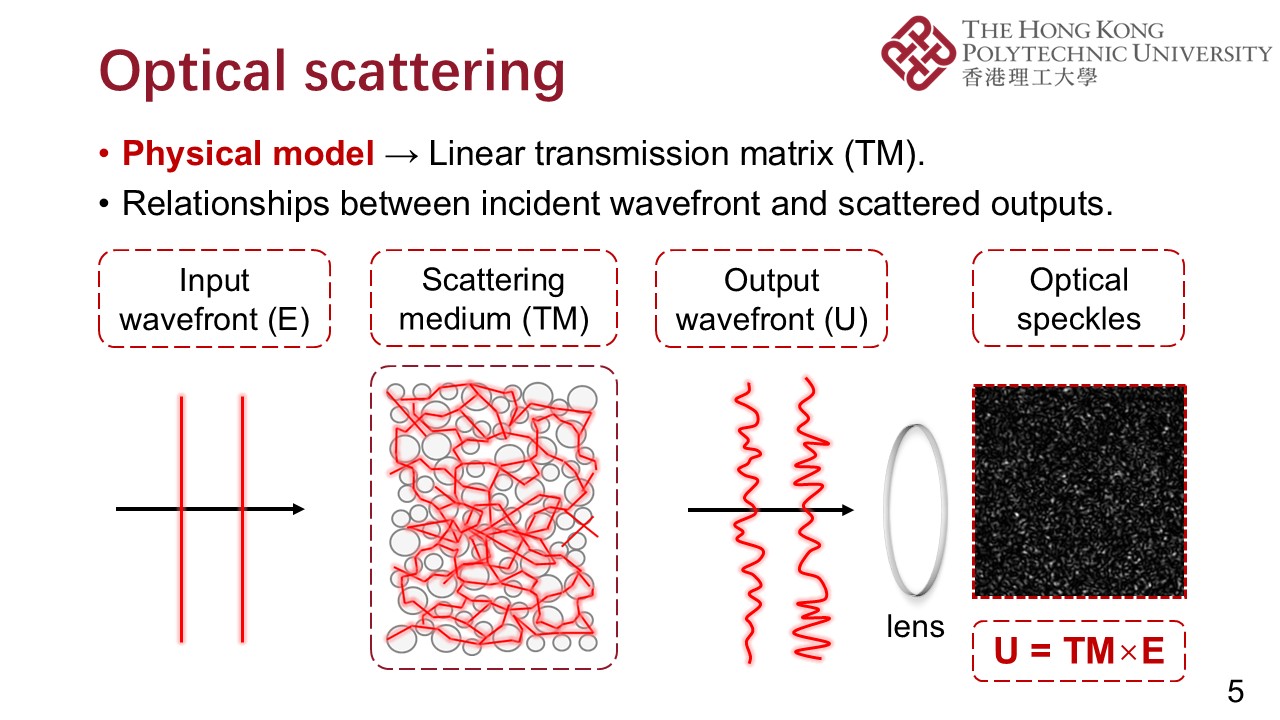 Optical scattering
THE HONG KONG
POLYTECHNIC UNIVERSITY
香港理工大學
• Physical model → Linear transmission matrix (TM).
• Relationships between incident wavefront and scattered outputs.
Input
wavefront (E)
Scattering
medium (TM)
Output
wavefront (U)
Optical
speckles
lens
U = TM×E
5